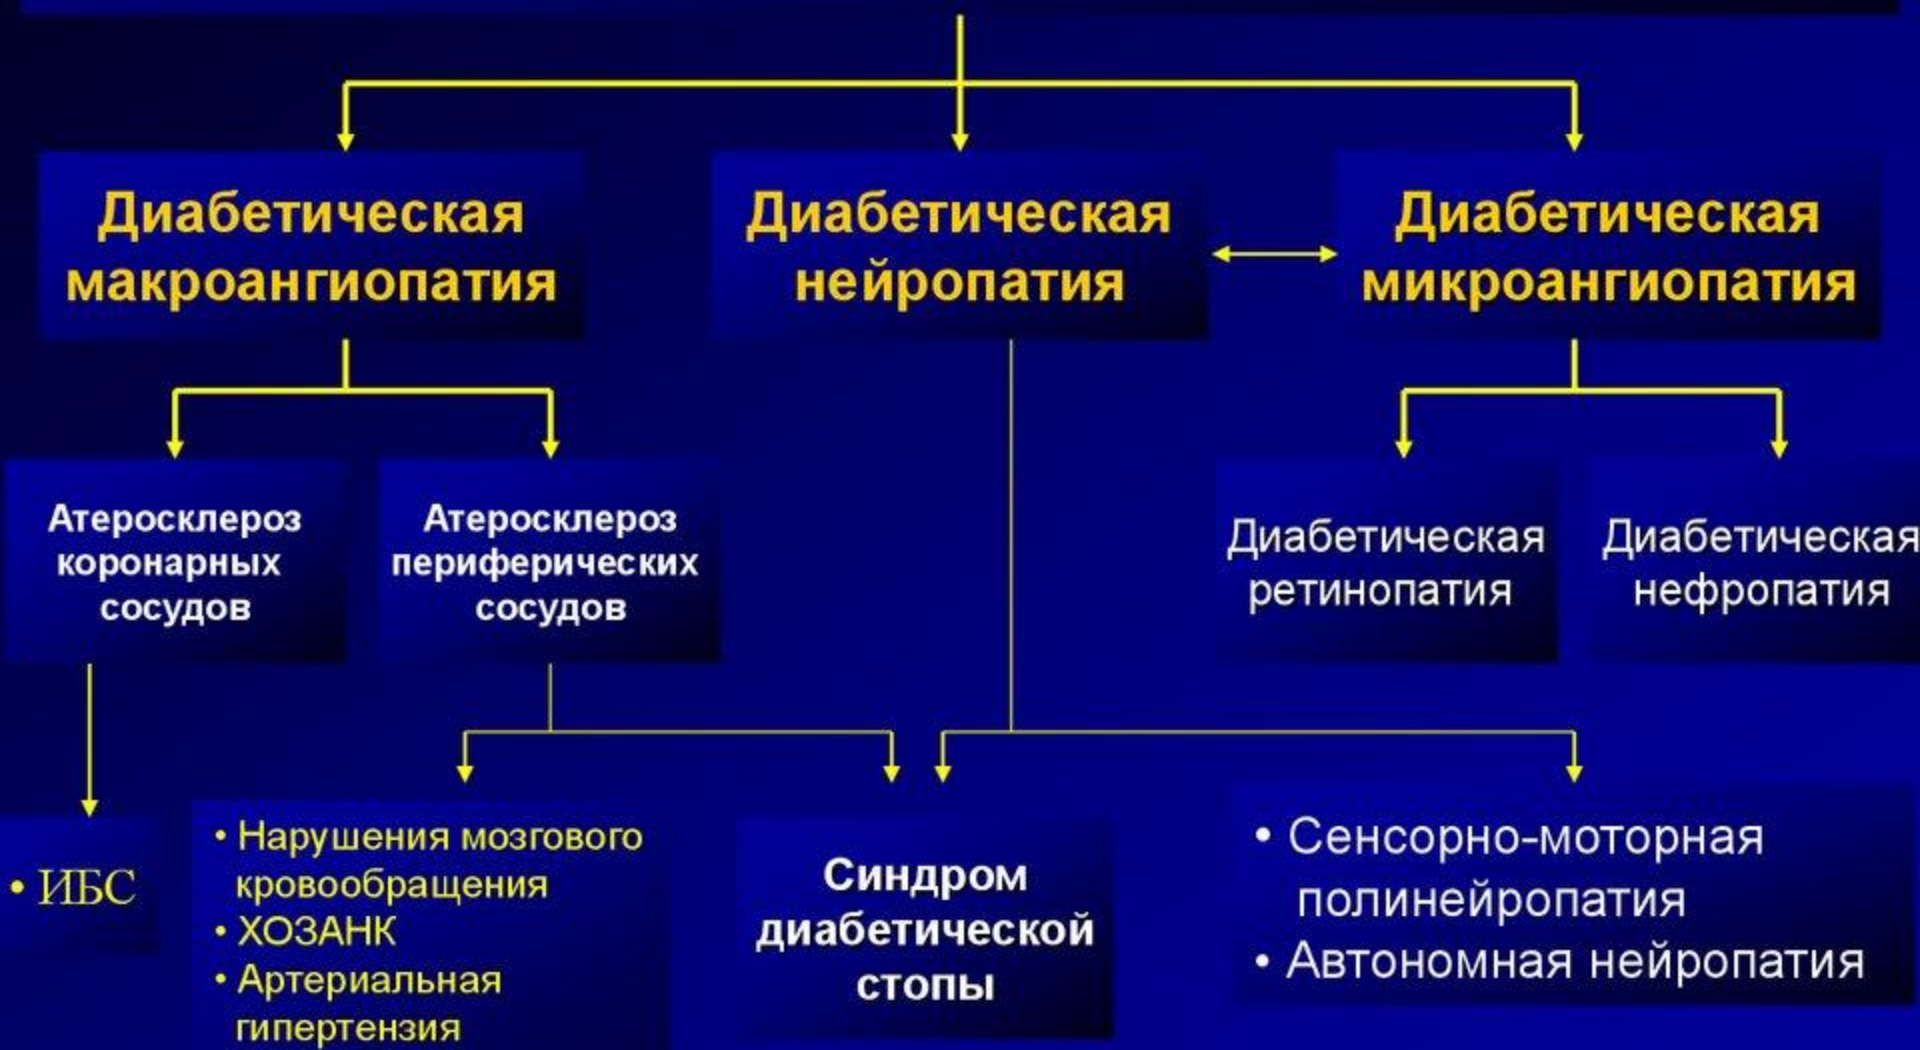 Диабетическая
макроангиопатия
Диабетическая
нейропатия
Диабетическая
микроангиопатия
Атеросклероз
коронарных
сосудов
Атеросклероз
периферических
сосудов
Диабетическая
ретинопатия
Диабетическая
нефропатия
• ИБС
• Нарушения мозгового
кровообращения
• ХОЗАНК
• Артериальная
гипертензия
Синдром
диабетической
стопы
• Сенсорно-моторная
полинейропатия
• Автономная нейропатия